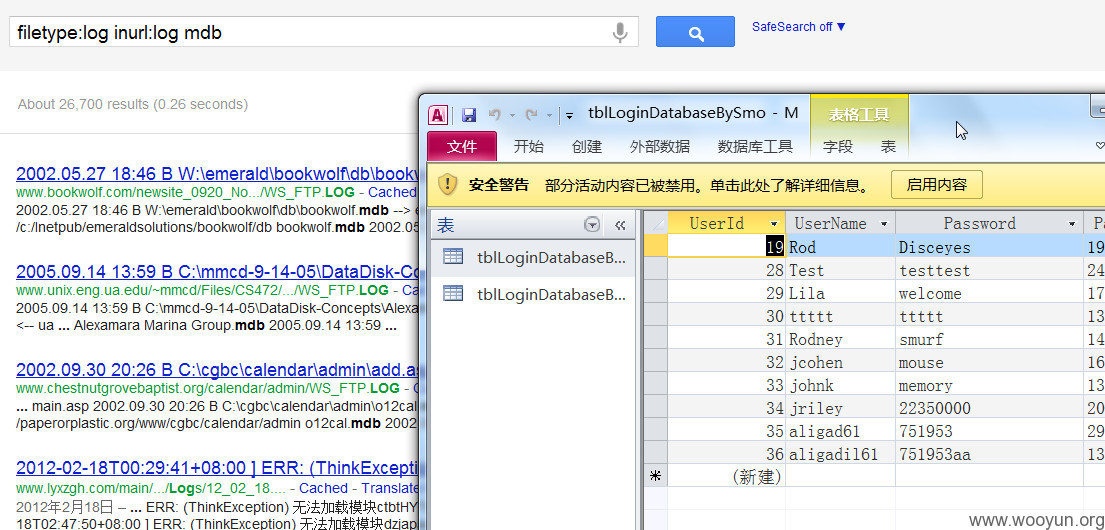 filetype:log inurl:log mdb
SafeSearch off ▼
About 26,700 results (0.26 seconds)
2002.05.27 18:46 B W:\emerald\bookwolf\db\bookw
www.bookwolf.com/newsite_0920_No.../WS_FTP.LOG - Cached
2002.05.27 18:46 B W:\emerald\bookwolf\db\bookwolf.mdb --> e
/c:/Inetpub/emeraldsolutions/bookwolf/db bookwolf.mdb 2002.05
2005.09.14 13:59 B C:\mmcd-9-14-05\DataDisk-Co
www.unix.eng.ua.edu/~mmcd/Files/CS472/.../WS_FTP.LOG - C
2005.09.14 13:59 B C:\mmcd-9-14-05\DataDisk-Concepts\Alexa
<-- ua ... Alexamara Marina Group.mdb 2005.09.14 13:59 ...
2002.09.30 20:26 B C:\cgbc\calendar\admin\add.as
www.chestnutgrovebaptist.org/calendar/admin/WS_FTP.LOG - C
... main.asp 2002.09.30 20:26 B C:\cgbc\calendar\admin\o12cal
/paperorplastic.org/www/cgbc/calendar/admin o12cal.mdb 2002
2012-02-18T00:29:41+08:00 ] ERR: (ThinkExcepti
www.lyxzgh.com/main/.../Logs/12_02_18.... - Cached - Translate
2012年2月18日 – ... ERR: (ThinkException) 无法加载模块ctbtHY
18T02:47:50+08:00 ] ERR: (ThinkException) 无法加载模块dzjap
tblLoginDatabaseBySmo - M
表格工具
文件 开始 创建 外部数据 数据库工具 字段 表
安全警告 部分活动内容已被禁用。单击此处了解详细信息。 启用内容
表 «
tblLoginDatabaseB...
tblLoginDatabaseB...
UserId UserName Password Pa
19 Rod Disceyes 19
28 Test testtest 24
29 Lila welcome 17
30 ttttt ttttt 13
31 Rodney smurf 14
32 jcohen mouse 16
33 johnk memory 13
34 jriley 22350000 20
35 aligad61 751953 29
36 aligadil61 751953aa 13
* (新建)
www.wooyun.org